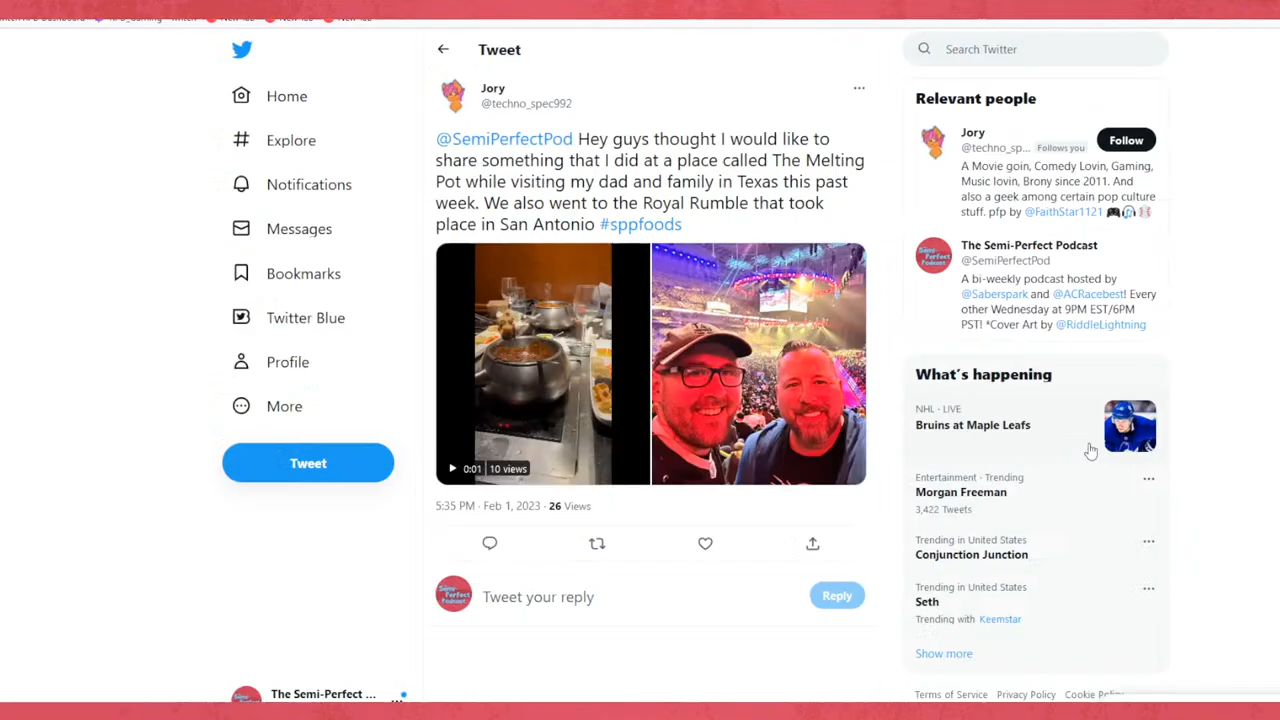 Home
Explore
Notifications
Messages
Bookmarks
Twitter Blue
Profile
More
Tweet
The Semi-Perfect ...
Tweet
Jory
@techno_spec992
@SemiPerfectPod Hey guys thought I would like to
share something that I did at a place called The Melting
Pot while visiting my dad and family in Texas this past
week. We also went to the Royal Rumble that took
place in San Antonio #sppfoods
0:01 10 views
5:35 PM · Feb 1, 2023 · 26 Views
Semi-Perfect Podcast
Tweet your reply
Reply
Search Twitter
Relevant people
Jory
@techno_sp... Follows you
Follow
A Movie goin, Comedy Lovin, Gaming,
Music lovin, Brony since 2011. And
also a geek among certain pop culture
stuff. pfp by @FaithStar1121
The Semi-Perfect Podcast
@SemiPerfectPod
A bi-weekly podcast hosted by
@Saberspark and @ACRacebest! Every
other Wednesday at 9PM EST/6PM
PST! *Cover Art by @RiddleLightning
What's happening
NHL · LIVE
Bruins at Maple Leafs
Entertainment · Trending
Morgan Freeman
3,422 Tweets
Trending in United States
Conjunction Junction
Trending in United States
Seth
Trending with Keemstar
Show more
Terms of Service Privacy Policy Cookie Policy